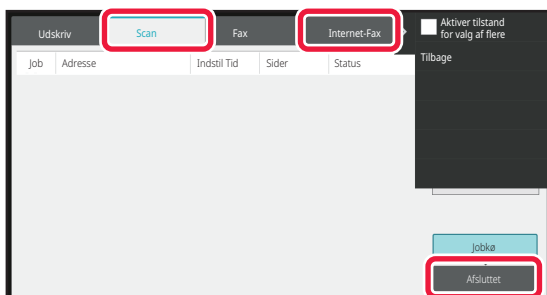 Udskriv Scan Fax Internet-Fax
Aktiver tilstand
for valg af flere
Job Adresse Indstil Tid Sider Status
Tilbage
Jobkø
Afsluttet